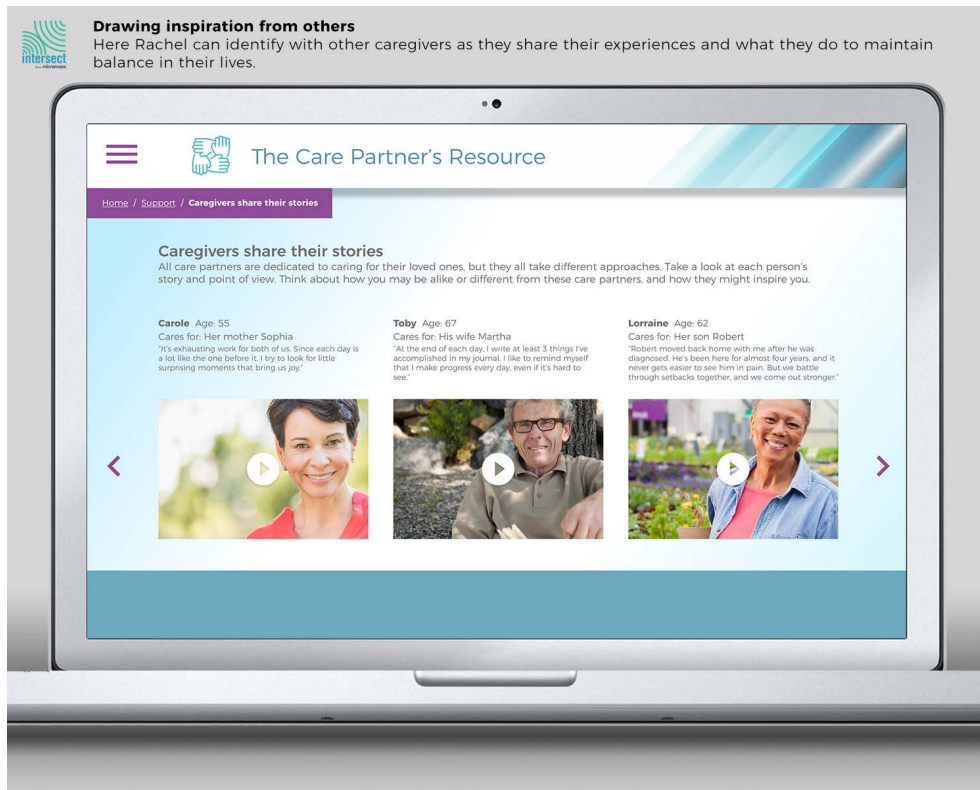 Drawing inspiration from others
Here Rachel can identify with other caregivers as they share their experiences and what they do to maintain
balance in their lives.
intersect
The Care Partner's Resource
Home / Support / Caregivers share their stories
Caregivers share their stories
All care partners are dedicated to caring for their loved ones, but they all take different approaches. Take a look at each person's
story and point of view. Think about how you may be alike or different from these care partners, and how they might inspire you.
Carole Age: 55
Cares for: Her mother Sophia
"It's exhausting work for both of us. Since each day is
a lot like the one before it. I try to look for little
surprising moments that bring us joy."
Toby Age: 67
Cares for: His wife Martha
"At the end of each day, I write at least 3 things I've
accomplished in my journal. I like to remind myself
that I make progress every day, even if it's hard to
see."
Lorraine Age: 62
Cares for: Her son Robert
"Robert moved back home with me after he was
diagnosed. He's been here for almost four years, and it
never gets easier to see him in pain. But we battle
through setbacks together, and we come out stronger."